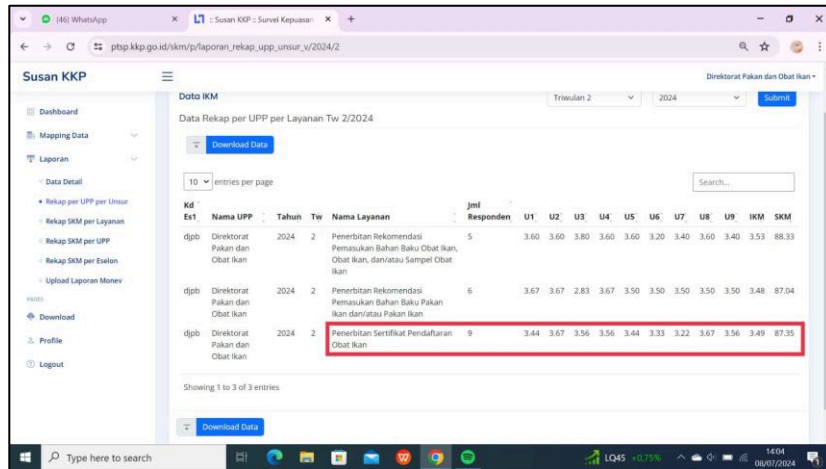 (46) WhatsApp
:: Susan KKP :: Survei Kepuasan
ptsp.kkp.go.id/skm/p/laporan_rekap_upp_unsur_v/2024/2
Susan KKP
Direktorat Pakan dan Obat Ikan
Dashboard
Mapping Data
Laporan
Data Detail
Rekap per UPP per Unsur
Rekap SKM per Layanan
Rekap SKM per UPP
Rekap SKM per Eselon
Upload Laporan Monev
PAGES
Download
Profile
Logout
Data IKM
Triwulan 2
2024
Submit
Data Rekap per UPP per Layanan Tw 2/2024
Download Data
10 entries per page
Search...
Kd Es1 Nama UPP Tahun Tw Nama Layanan Jml Responden U1 U2 U3 U4 U5 U6 U7 U8 U9 IKM SKM
djpb Direktorat 2024 2 Penerbitan Rekomendasi 5 3.60 3.60 3.60 3.60 3.60 3.20 3.40 3.60 3.40 3.53 88.33
Pakan dan Pemasukan Bahan Baku Obat Ikan,
Obat Ikan Obat Ikan, dan/atau Sampel Obat
Ikan
djpb Direktorat 2024 2 Penerbitan Rekomendasi 6 3.67 3.67 2.83 3.67 3.50 3.50 3.50 3.50 3.50 3.48 87.04
Pakan dan Pemasukan Bahan Baku Pakan
Obat Ikan Ikan dan/atau Pakan Ikan
djpb Direktorat 2024 2 Penerbitan Sertifikat Pendaftaran 9 3.44 3.67 3.56 3.56 3.44 3.33 3.22 3.67 3.56 3.49 87.35
Pakan dan Obat Ikan
Obat Ikan
Showing 1 to 3 of 3 entries
Download Data
Type here to search
LQ45 +0,75%
14:04
08/07/2024